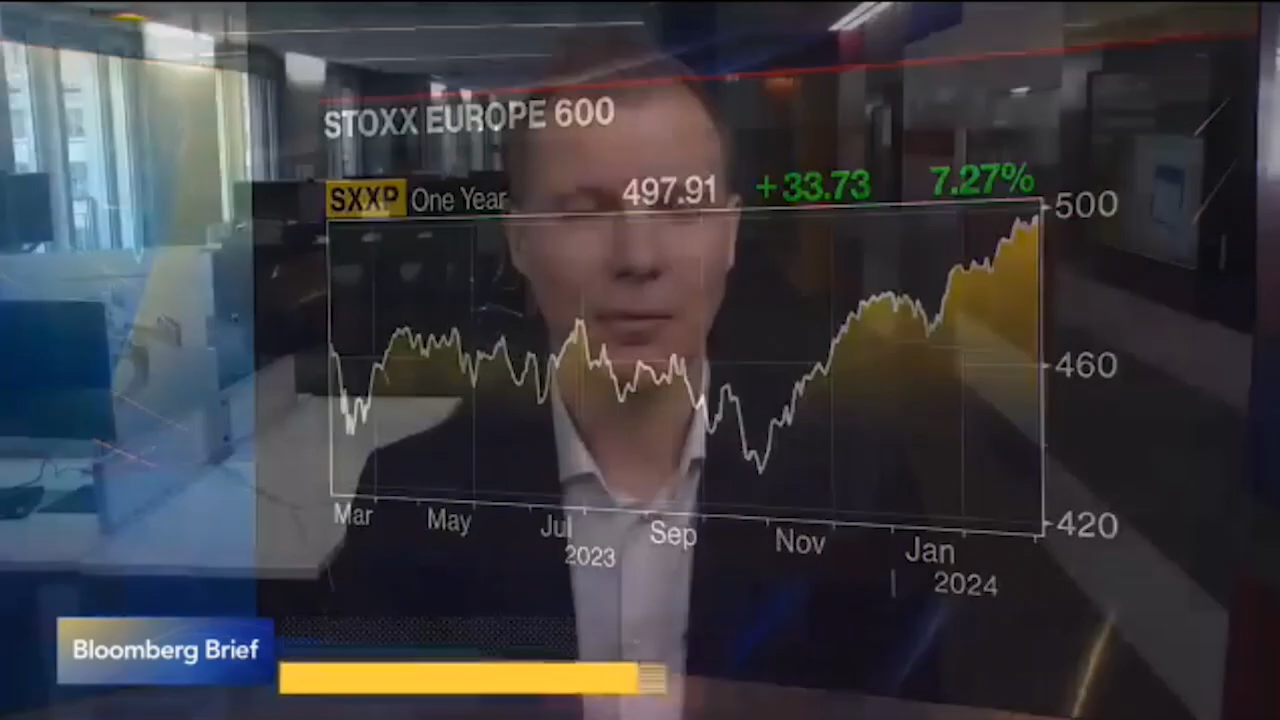 STOXX EUROPE 600
SXXP One Year 497.91 +33.73 7.27%
500
460
420
Mar May Jul Sep Nov Jan
2023 2024
Bloomberg Brief